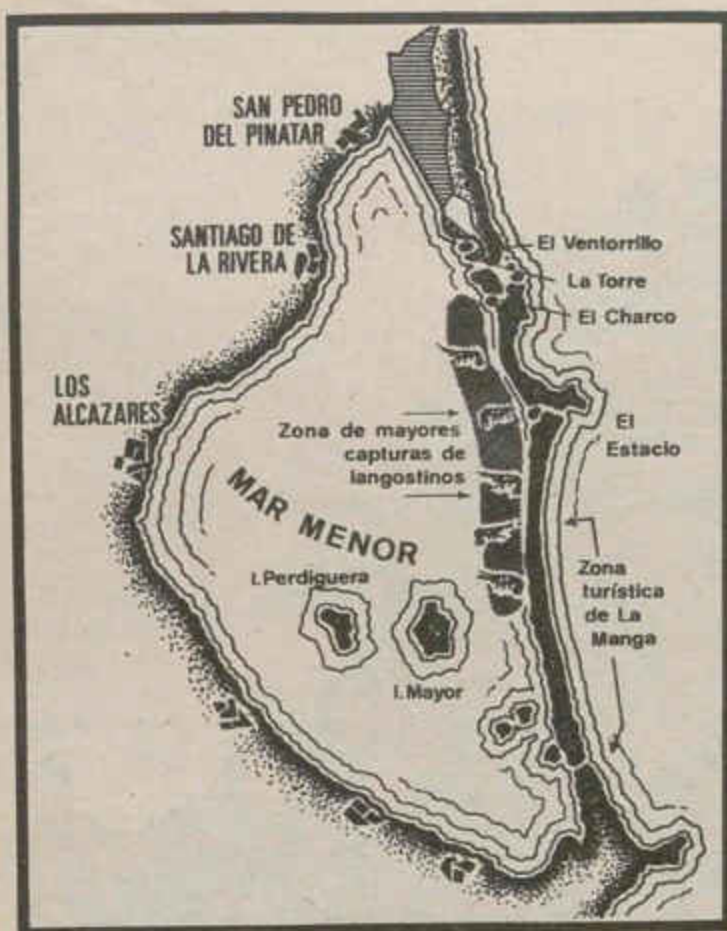 SAN PEDRO
DEL PINATAR
SANTIAGO DE
LA RIVERA
LOS
ALCAZARES
El Ventorrillo
La Torre
El Charco
El
Estacio
Zona de mayores
capturas de
langostinos
MAR MENOR
I. Perdiguera
I. Mayor
Zona
turística
de La
Manga